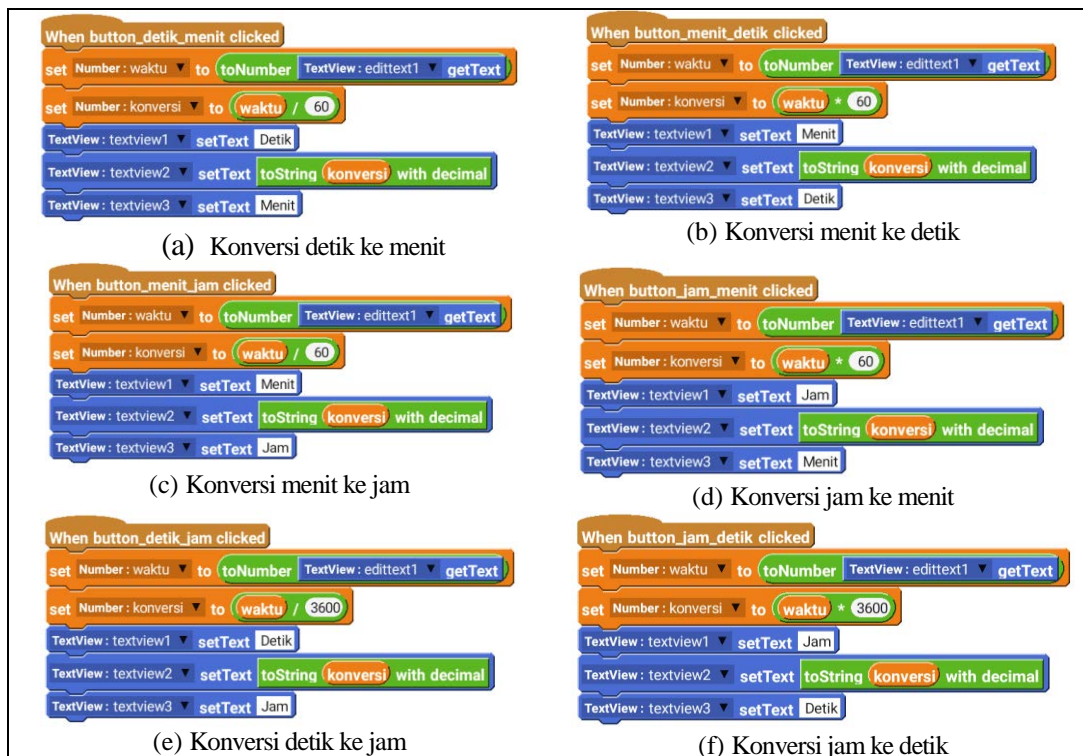 When button_detik_menit clicked
set Number : waktu to toNumber TextView : edittext1 getText
set Number : konversi to waktu / 60
TextView : textview1 setText Detik
TextView : textview2 setText toString konversi with decimal
TextView : textview3 setText Menit
(a) Konversi detik ke menit
When button_menit_detik clicked
set Number : waktu to toNumber TextView : edittext1 getText
set Number : konversi to waktu * 60
TextView : textview1 setText Menit
TextView : textview2 setText toString konversi with decimal
TextView : textview3 setText Detik
(b) Konversi menit ke detik
When button_menit_jam clicked
set Number : waktu to toNumber TextView : edittext1 getText
set Number : konversi to waktu / 60
TextView : textview1 setText Menit
TextView : textview2 setText toString konversi with decimal
TextView : textview3 setText Jam
(c) Konversi menit ke jam
When button_jam_menit clicked
set Number : waktu to toNumber TextView : edittext1 getText
set Number : konversi to waktu * 60
TextView : textview1 setText Jam
TextView : textview2 setText toString konversi with decimal
TextView : textview3 setText Menit
(d) Konversi jam ke menit
When button_detik_jam clicked
set Number : waktu to toNumber TextView : edittext1 getText
set Number : konversi to waktu / 3600
TextView : textview1 setText Detik
TextView : textview2 setText toString konversi with decimal
TextView : textview3 setText Jam
(e) Konversi detik ke jam
When button_jam_detik clicked
set Number : waktu to toNumber TextView : edittext1 getText
set Number : konversi to waktu * 3600
TextView : textview1 setText Jam
TextView : textview2 setText toString konversi with decimal
TextView : textview3 setText Detik
(f) Konversi jam ke detik